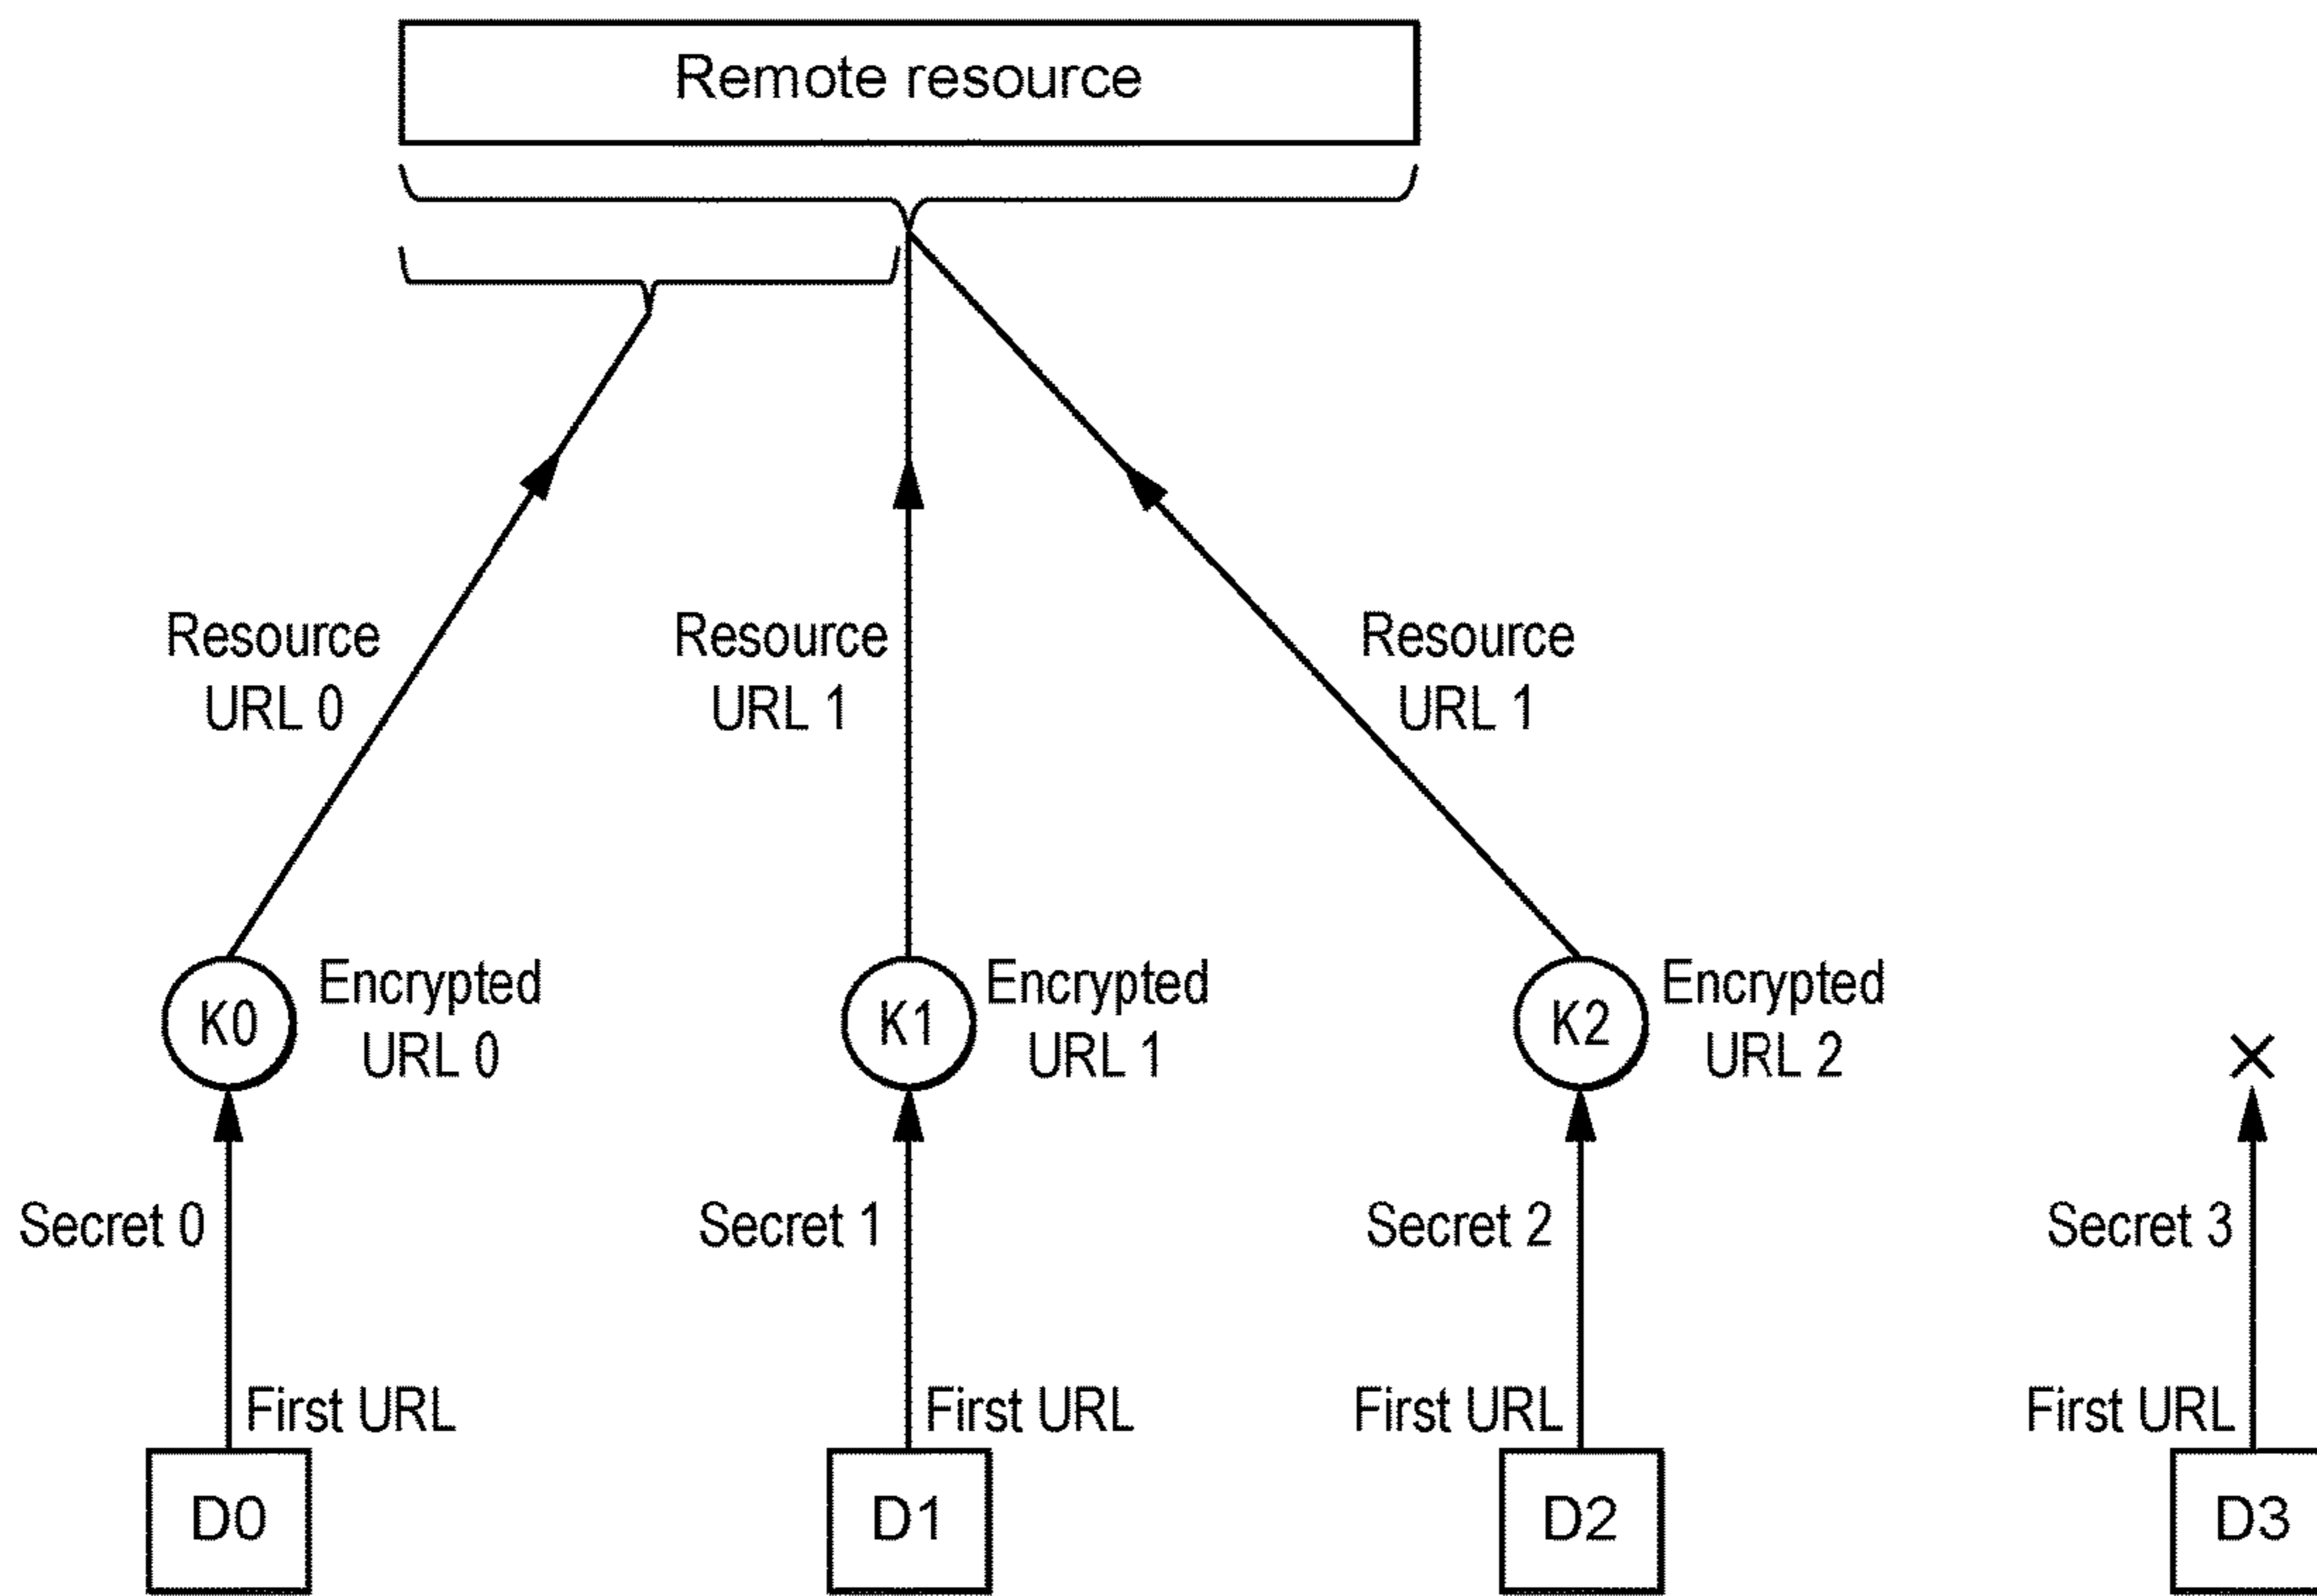 Remote resource
Resource
URL 0
Resource
URL 1
Resource
URL 1
K0
Encrypted
URL 0
K1
Encrypted
URL 1
K2
Encrypted
URL 2
×
Secret 0
Secret 1
Secret 2
Secret 3
First URL
First URL
First URL
First URL
D0
D1
D2
D3